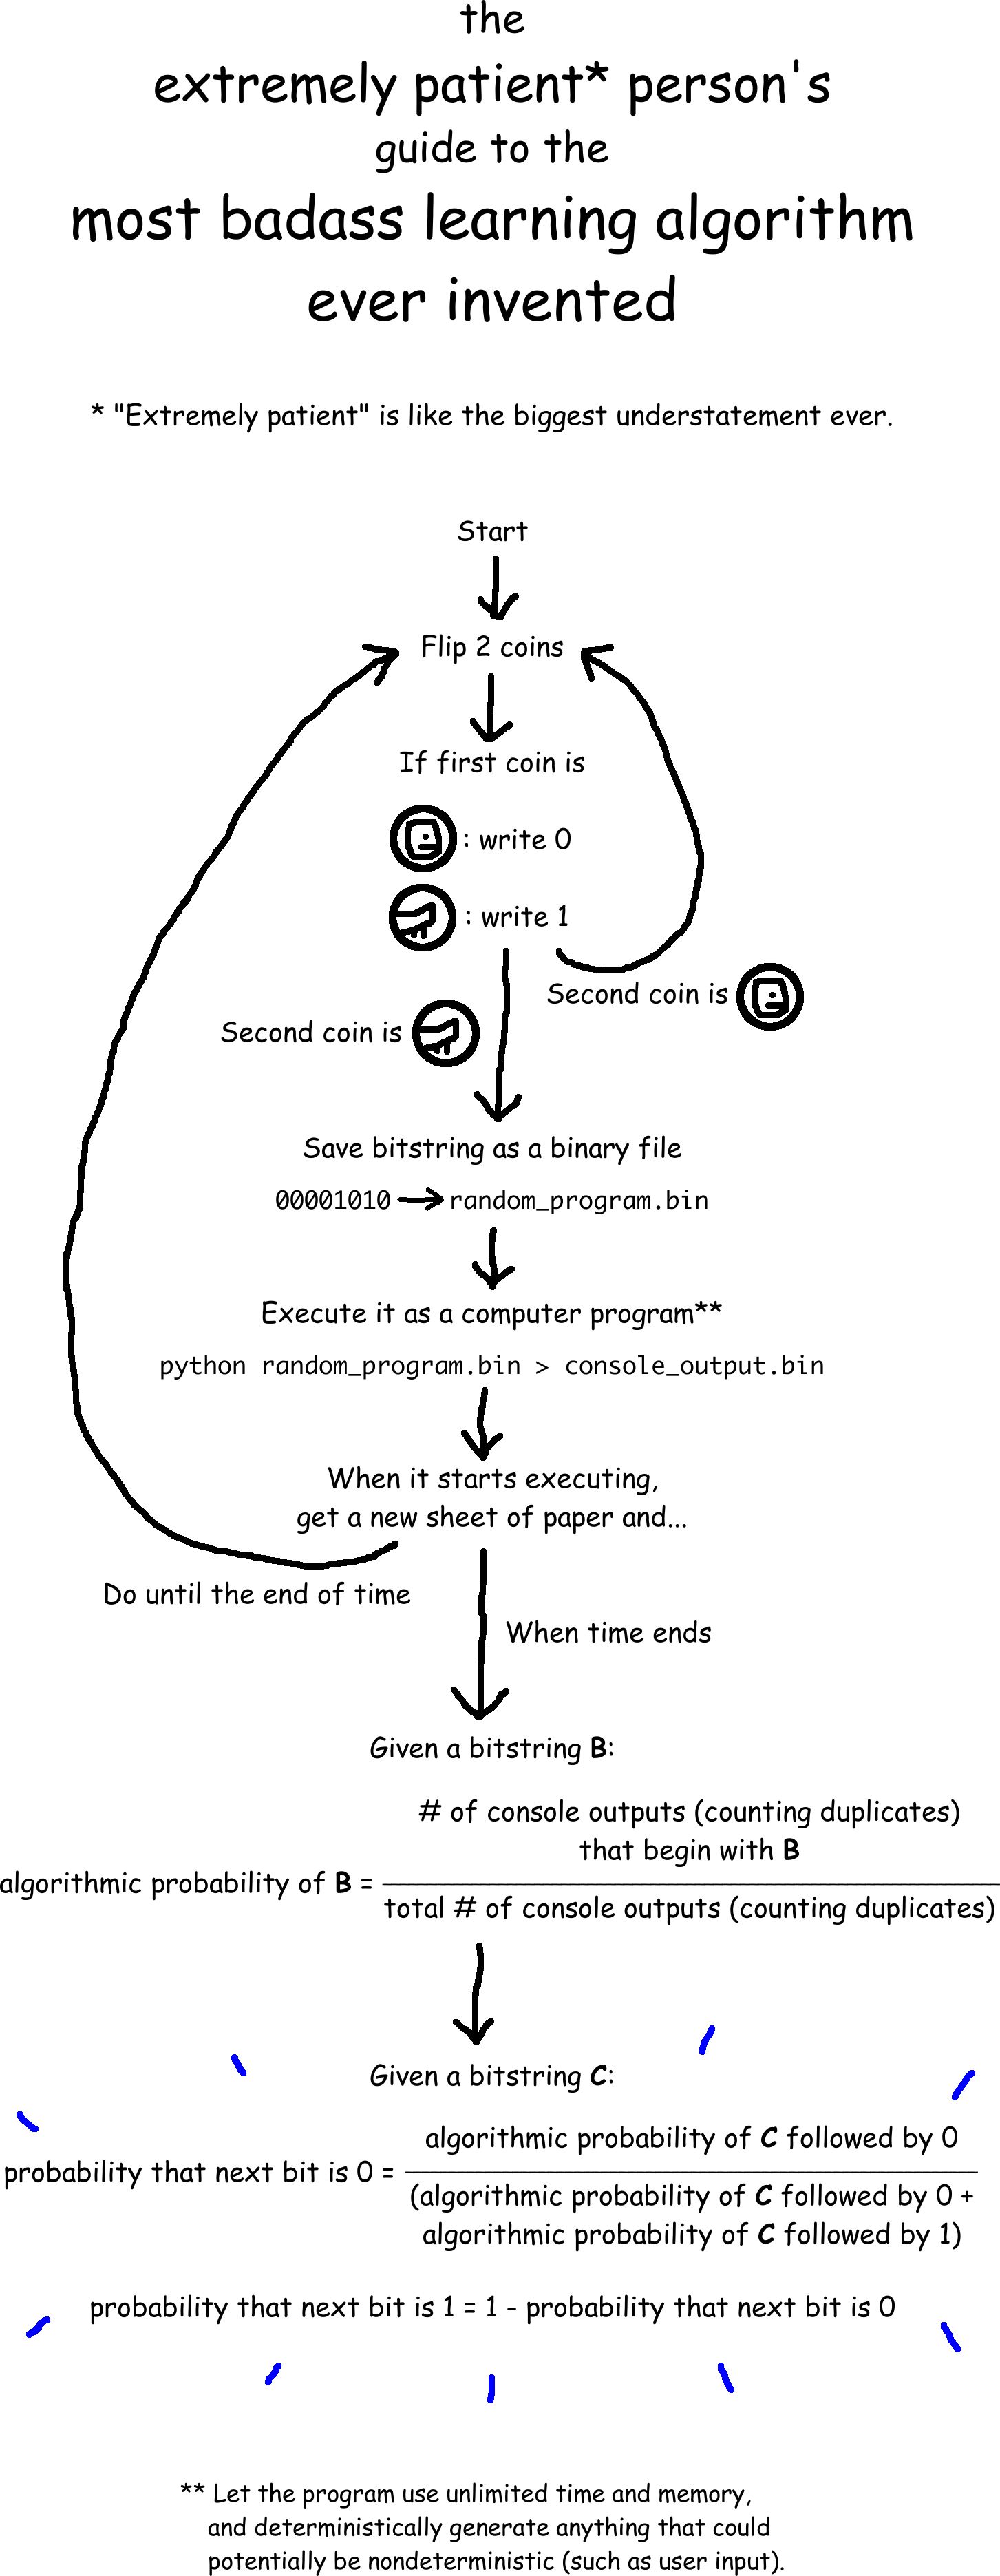 the
extremely patient* person's
guide to the
most badass learning algorithm
ever invented
* "Extremely patient" is like the biggest understatement ever.
Start
Flip 2 coins
If first coin is
: write 0
: write 1
Second coin is
Second coin is
Save bitstring as a binary file
00001010 random_program.bin
Execute it as a computer program**
python random_program.bin > console_output.bin
When it starts executing,
get a new sheet of paper and...
Do until the end of time
When time ends
Given a bitstring B:
# of console outputs (counting duplicates)
that begin with B
algorithmic probability of B =
total # of console outputs (counting duplicates)
Given a bitstring C:
algorithmic probability of C followed by 0
probability that next bit is 0 =
(algorithmic probability of C followed by 0 +
algorithmic probability of C followed by 1)
probability that next bit is 1 = 1 - probability that next bit is 0
** Let the program use unlimited time and memory,
and deterministically generate anything that could
potentially be nondeterministic (such as user input).